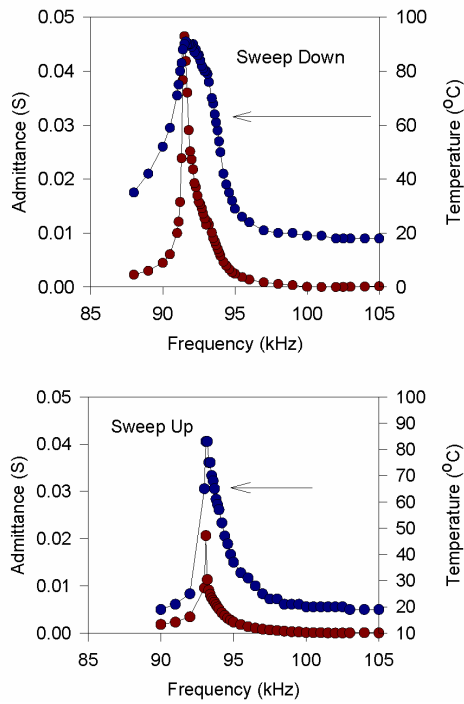 Sweep Down
Admittance (S)
0.05
0.04
0.03
0.02
0.01
0.00
100
80
60
40
20
0
Temperature (°C)
85 90 95 100 105
Frequency (kHz)
Sweep Up
Admittance (S)
0.05
0.04
0.03
0.02
0.01
0.00
100
90
80
70
60
50
40
30
20
10
Temperature (°C)
85 90 95 100 105
Frequency (kHz)